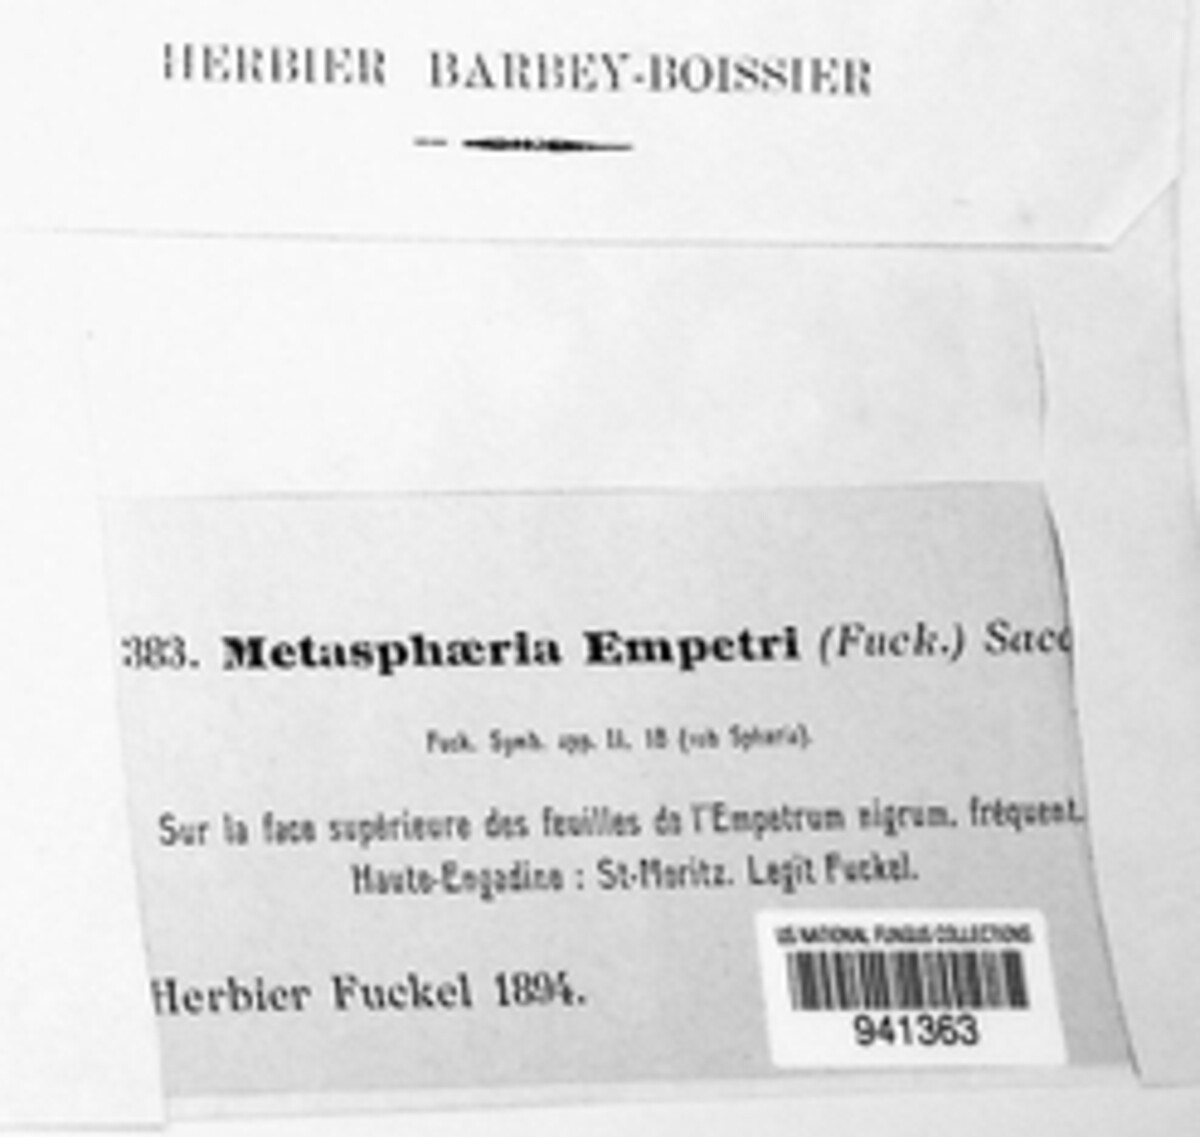 HERBIER BARBEY-BOISSIER
383. Metasphæria Empetri (Fuck.) Sacc
Fuck. Symb. app. II. 18 (sub Spheria).
Sur la face supérieure des feuilles de l'Empetrum nigrum, fréquent.
Haute-Engadine : St-Moritz. Legit Fuckel.
Herbier Fuckel 1894.
US NATIONAL FUNGUS COLLECTIONS
941363